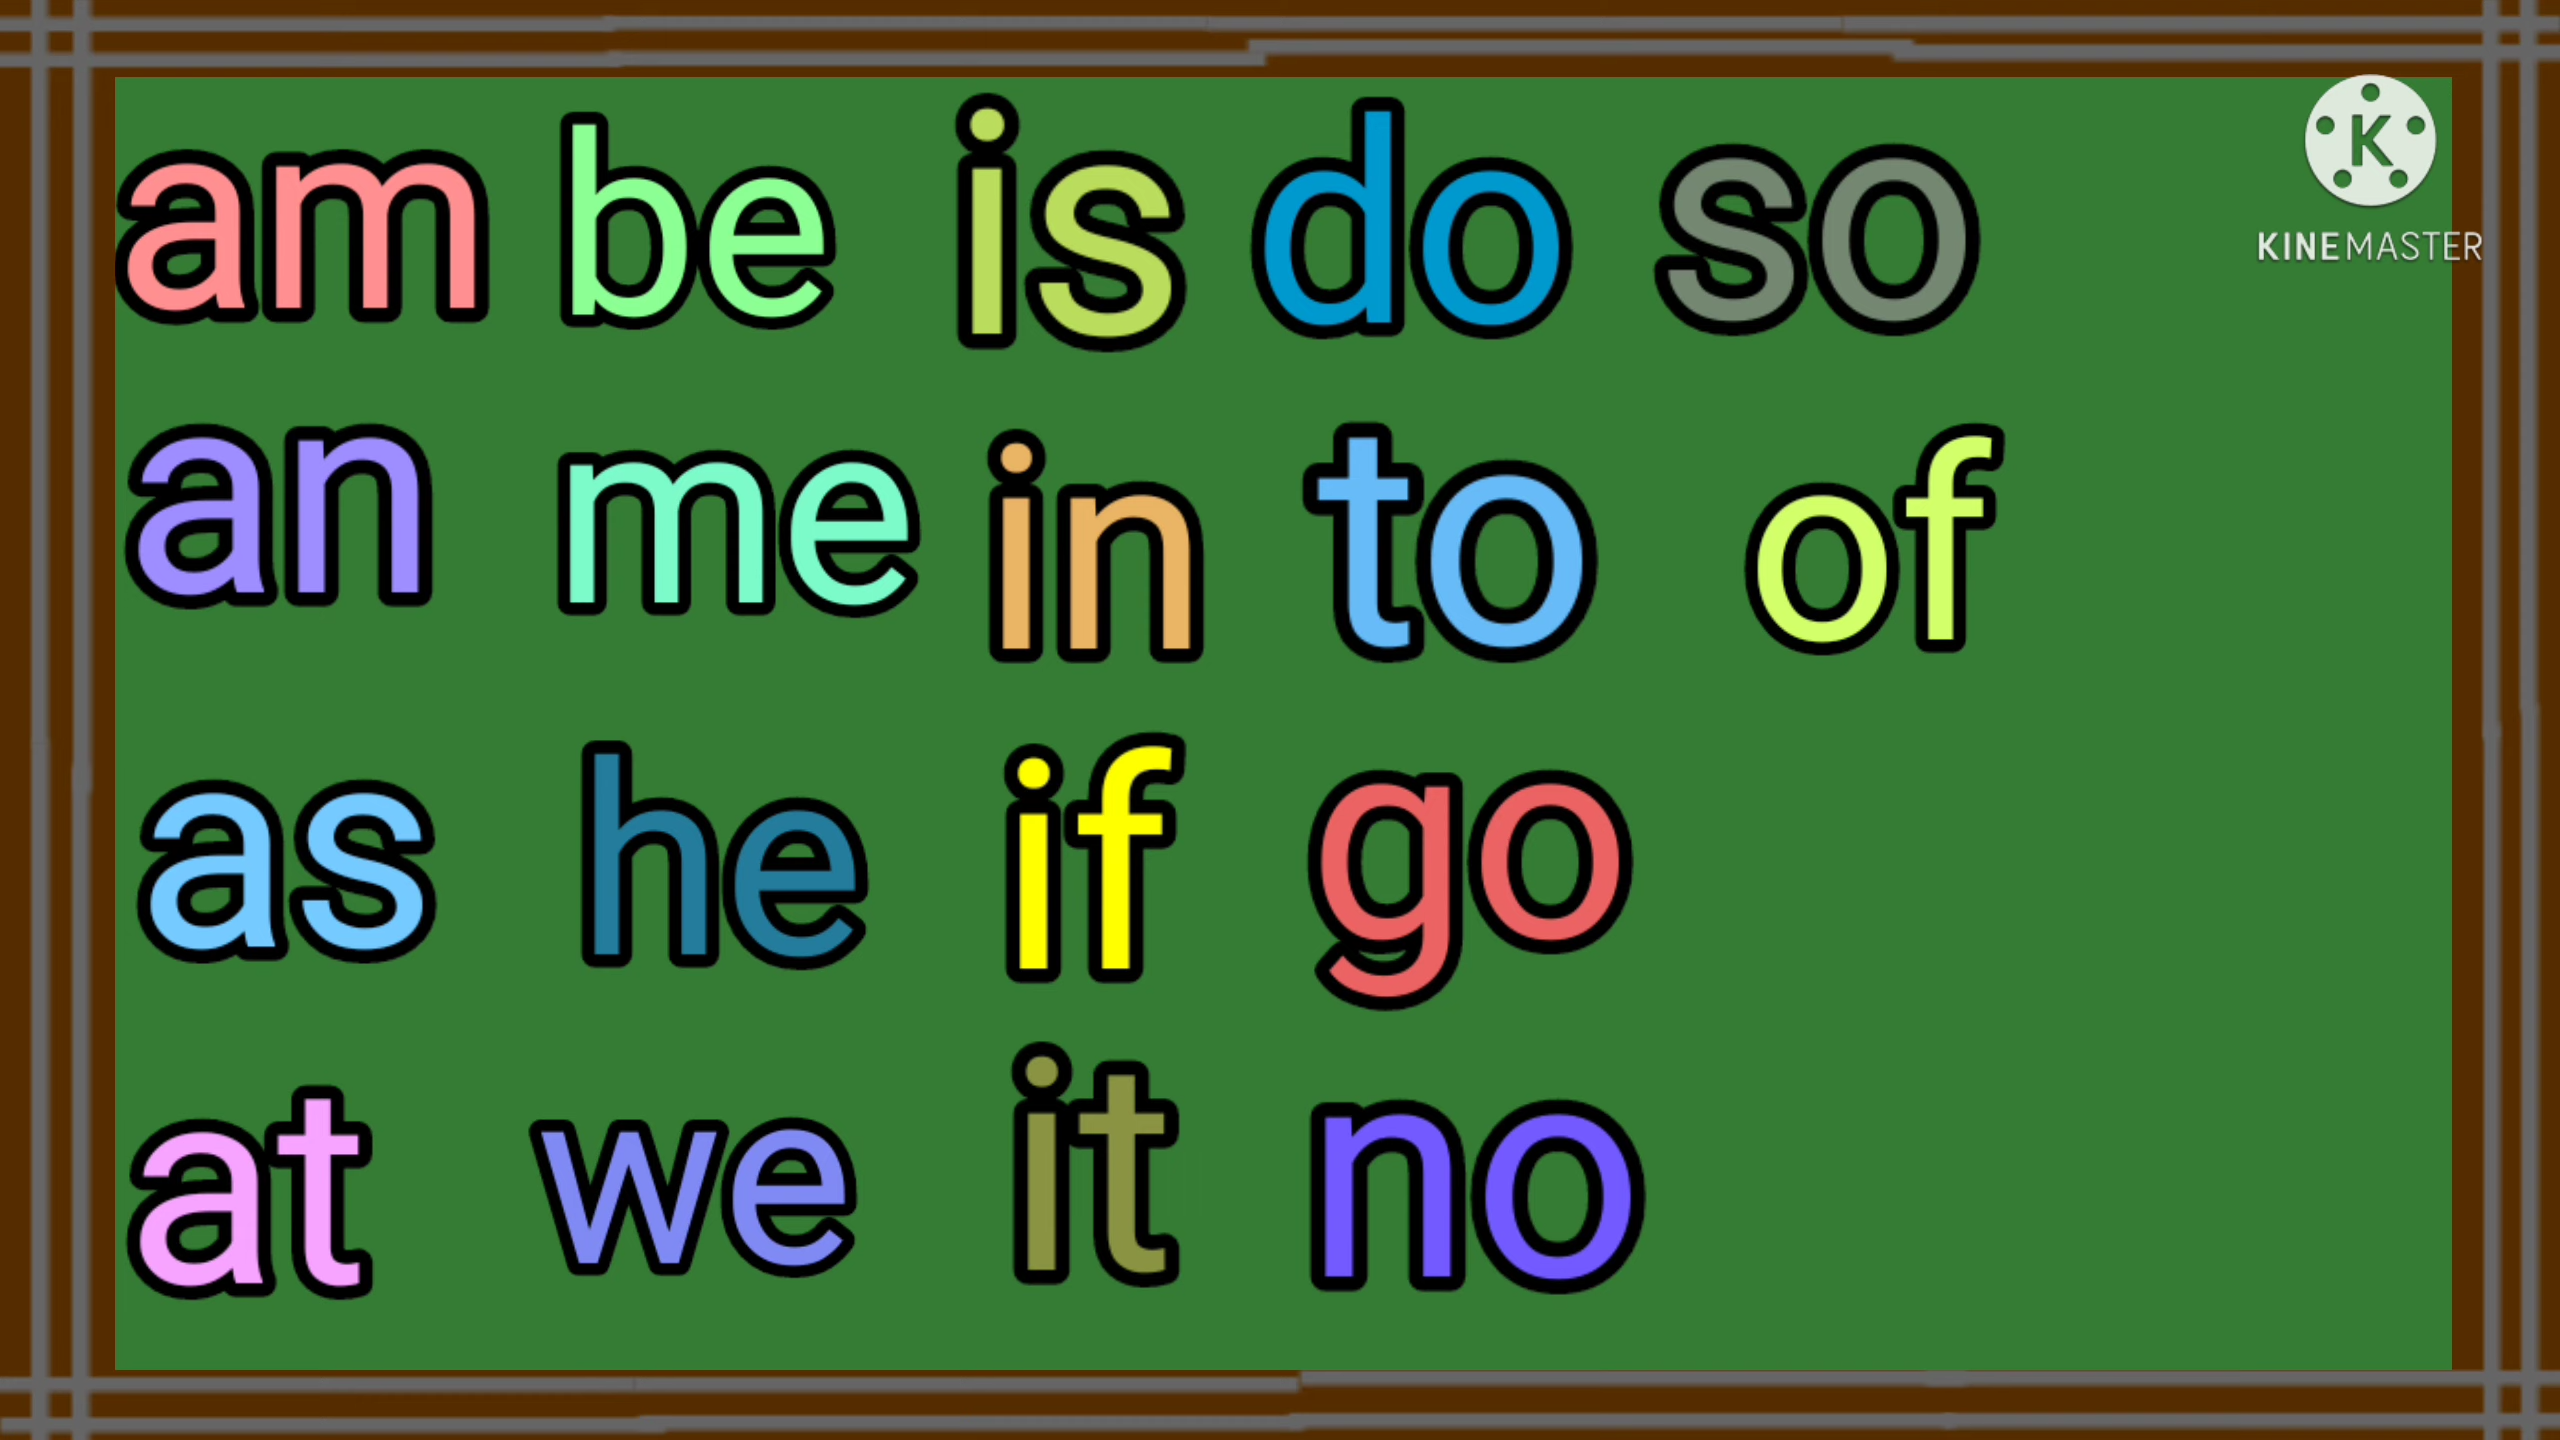 am be is do so
K
KINEMASTER
an me in to of
as he if go
at we it no